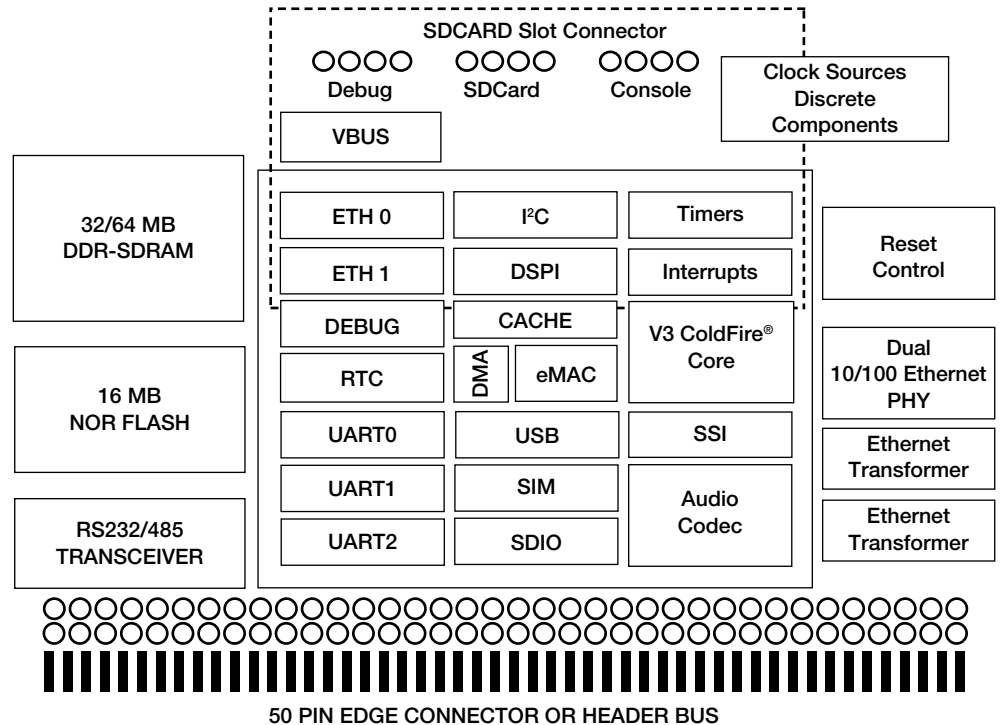 SDCARD Slot Connector
Debug
SDCard
Console
Clock Sources
Discrete
Components
VBUS
32/64 MB
DDR-SDRAM
16 MB
NOR FLASH
RS232/485
TRANSCEIVER
ETH 0
I²C
Timers
ETH 1
DSPI
Interrupts
DEBUG
CACHE
V3 ColdFire®
Core
RTC
DMA
eMAC
UART0
USB
SSI
UART1
SIM
Audio
Codec
UART2
SDIO
Reset
Control
Dual
10/100 Ethernet
PHY
Ethernet
Transformer
Ethernet
Transformer
50 PIN EDGE CONNECTOR OR HEADER BUS